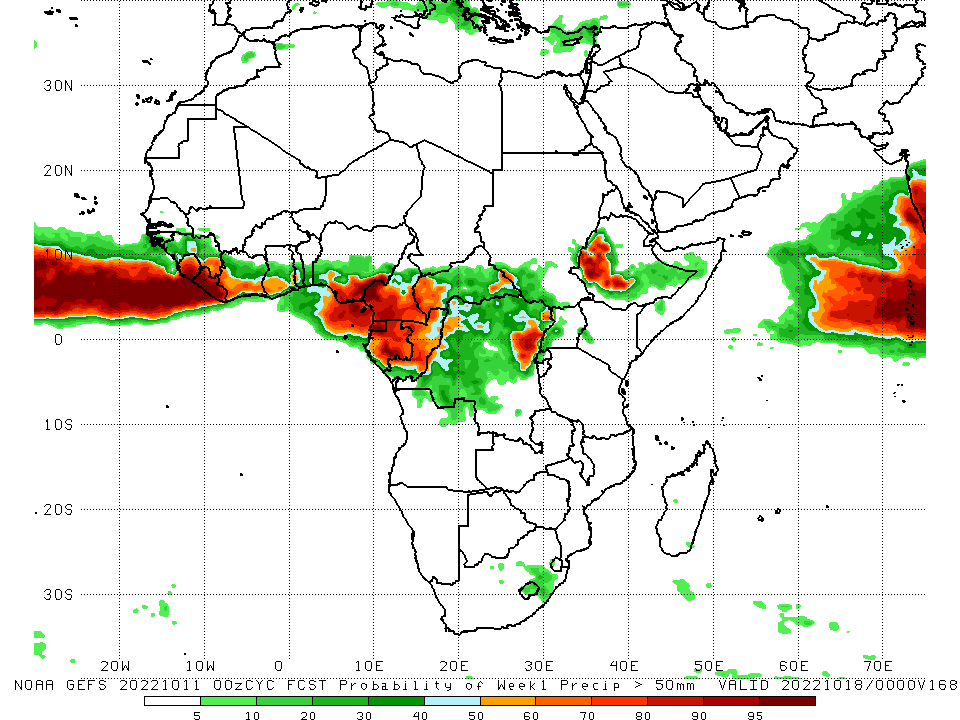 30N
20N
10N
0
10S
20S
30S
20W 10W 0 10E 20E 30E 40E 50E 60E 70E
NOAA GEFS 20221011 00zCYC FCST Probability of Week1 Precip > 50mm VALID 20221018/0000V168
5 10 20 30 40 50 60 70 80 90 95